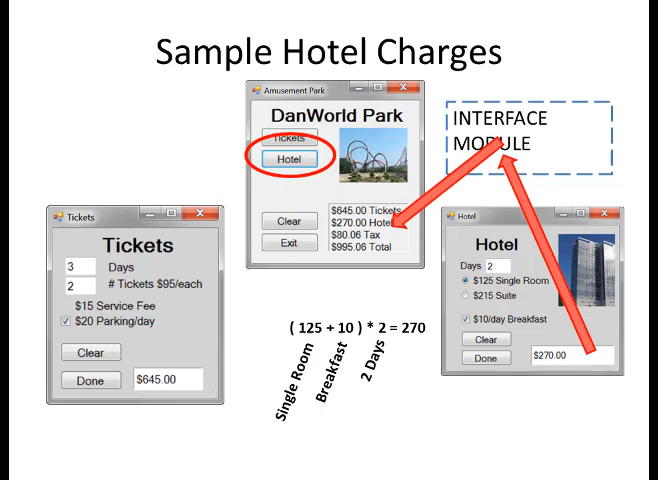 Sample Hotel Charges
Amusement Park
DanWorld Park
Tickets
Hotel
Clear
Exit
$645.00 Tickets
$270.00 Hotel
$80.06 Tax
$995.06 Total
INTERFACE
MODULE
Tickets
Tickets
3 Days
2 # Tickets $95/each
$15 Service Fee
$20 Parking/day
Clear
Done $645.00
( 125 + 10 ) * 2 = 270
Single Room
Breakfast
2 Days
Hotel
Hotel
Days 2
$125 Single Room
$215 Suite
$10/day Breakfast
Clear
Done $270.00